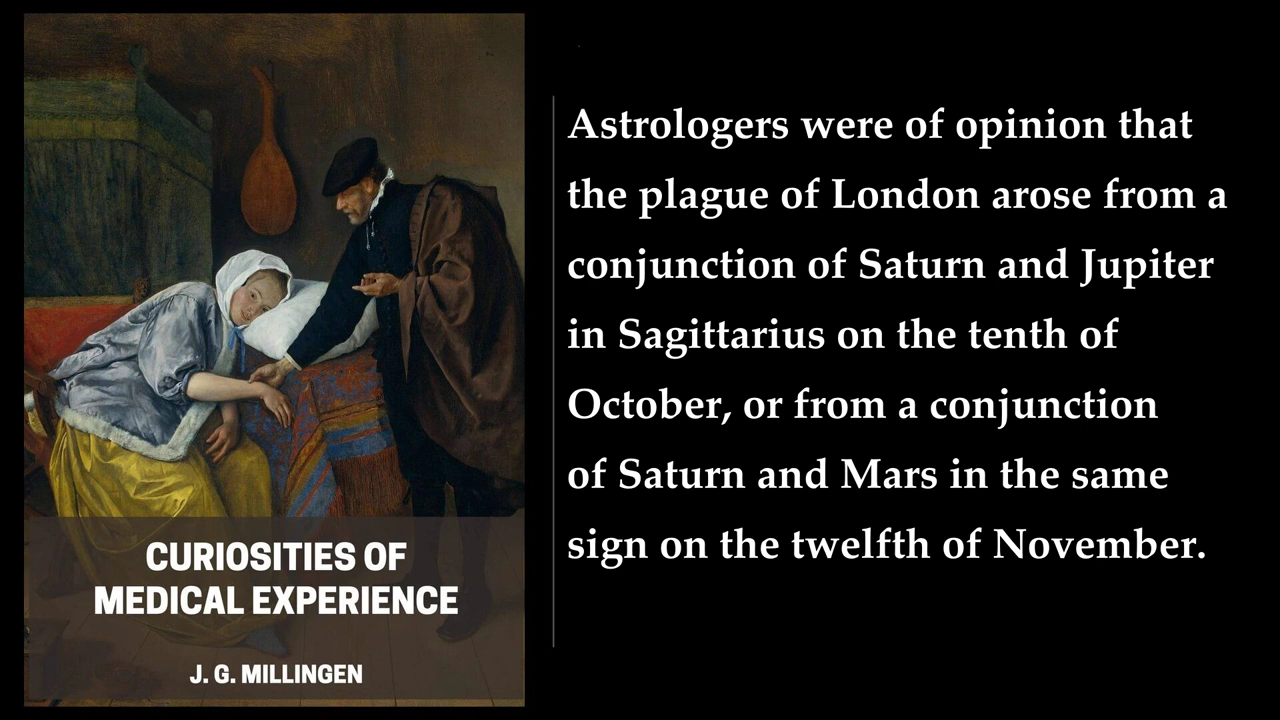 CURIOSITIES OF
MEDICAL EXPERIENCE
J. G. MILLINGEN
Astrologers were of opinion that
the plague of London arose from a
conjunction of Saturn and Jupiter
in Sagittarius on the tenth of
October, or from a conjunction
of Saturn and Mars in the same
sign on the twelfth of November.